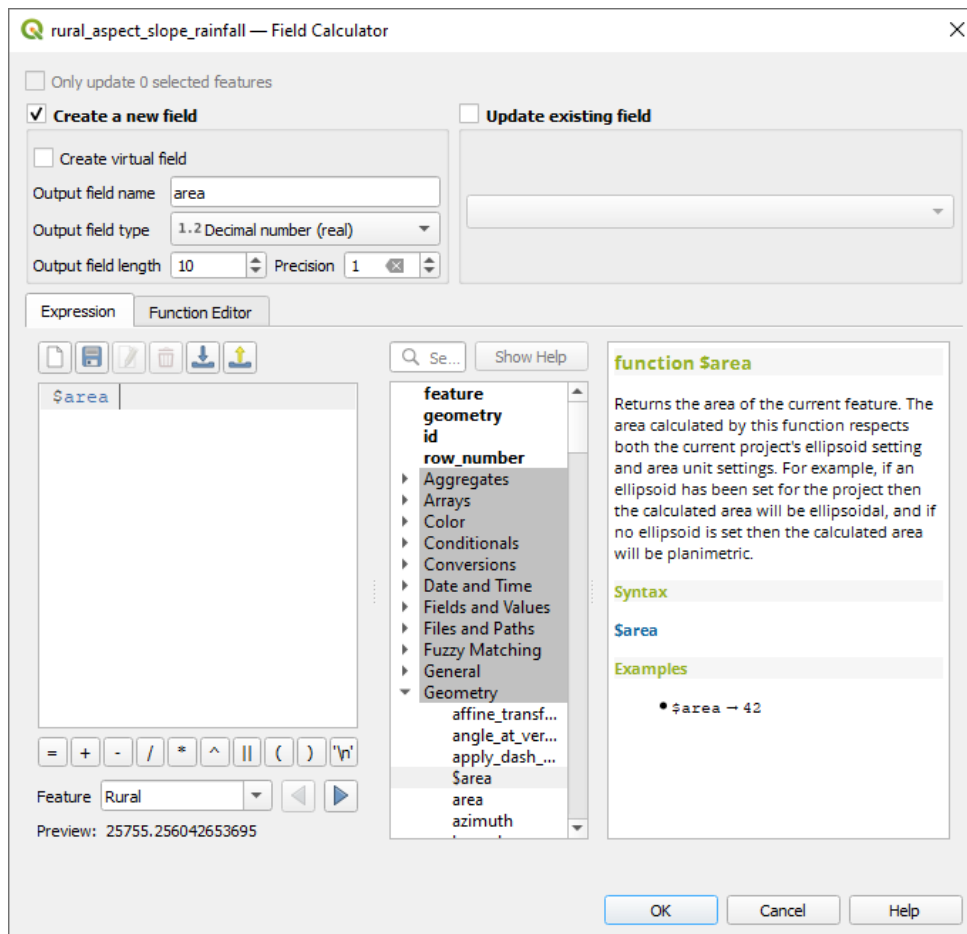 rural_aspect_slope_rainfall — Field Calculator
Only update 0 selected features
Create a new field
Update existing field
Create virtual field
Output field name area
Output field type 1.2 Decimal number (real)
Output field length 10 Precision 1
Expression Function Editor
Se... Show Help
$area
feature
geometry
id
row_number
Aggregates
Arrays
Color
Conditionals
Conversions
Date and Time
Fields and Values
Files and Paths
Fuzzy Matching
General
Geometry
affine_transf...
angle_at_ver...
apply_dash_...
$area
area
azimuth
function $area
Returns the area of the current feature. The
area calculated by this function respects
both the current project's ellipsoid setting
and area unit settings. For example, if an
ellipsoid has been set for the project then
the calculated area will be ellipsoidal, and if
no ellipsoid is set then the calculated area
will be planimetric.
Syntax
$area
Examples
• $area → 42
= + - / * ^ || ( ) '\n'
Feature Rural
Preview: 25755.256042653695
OK Cancel Help